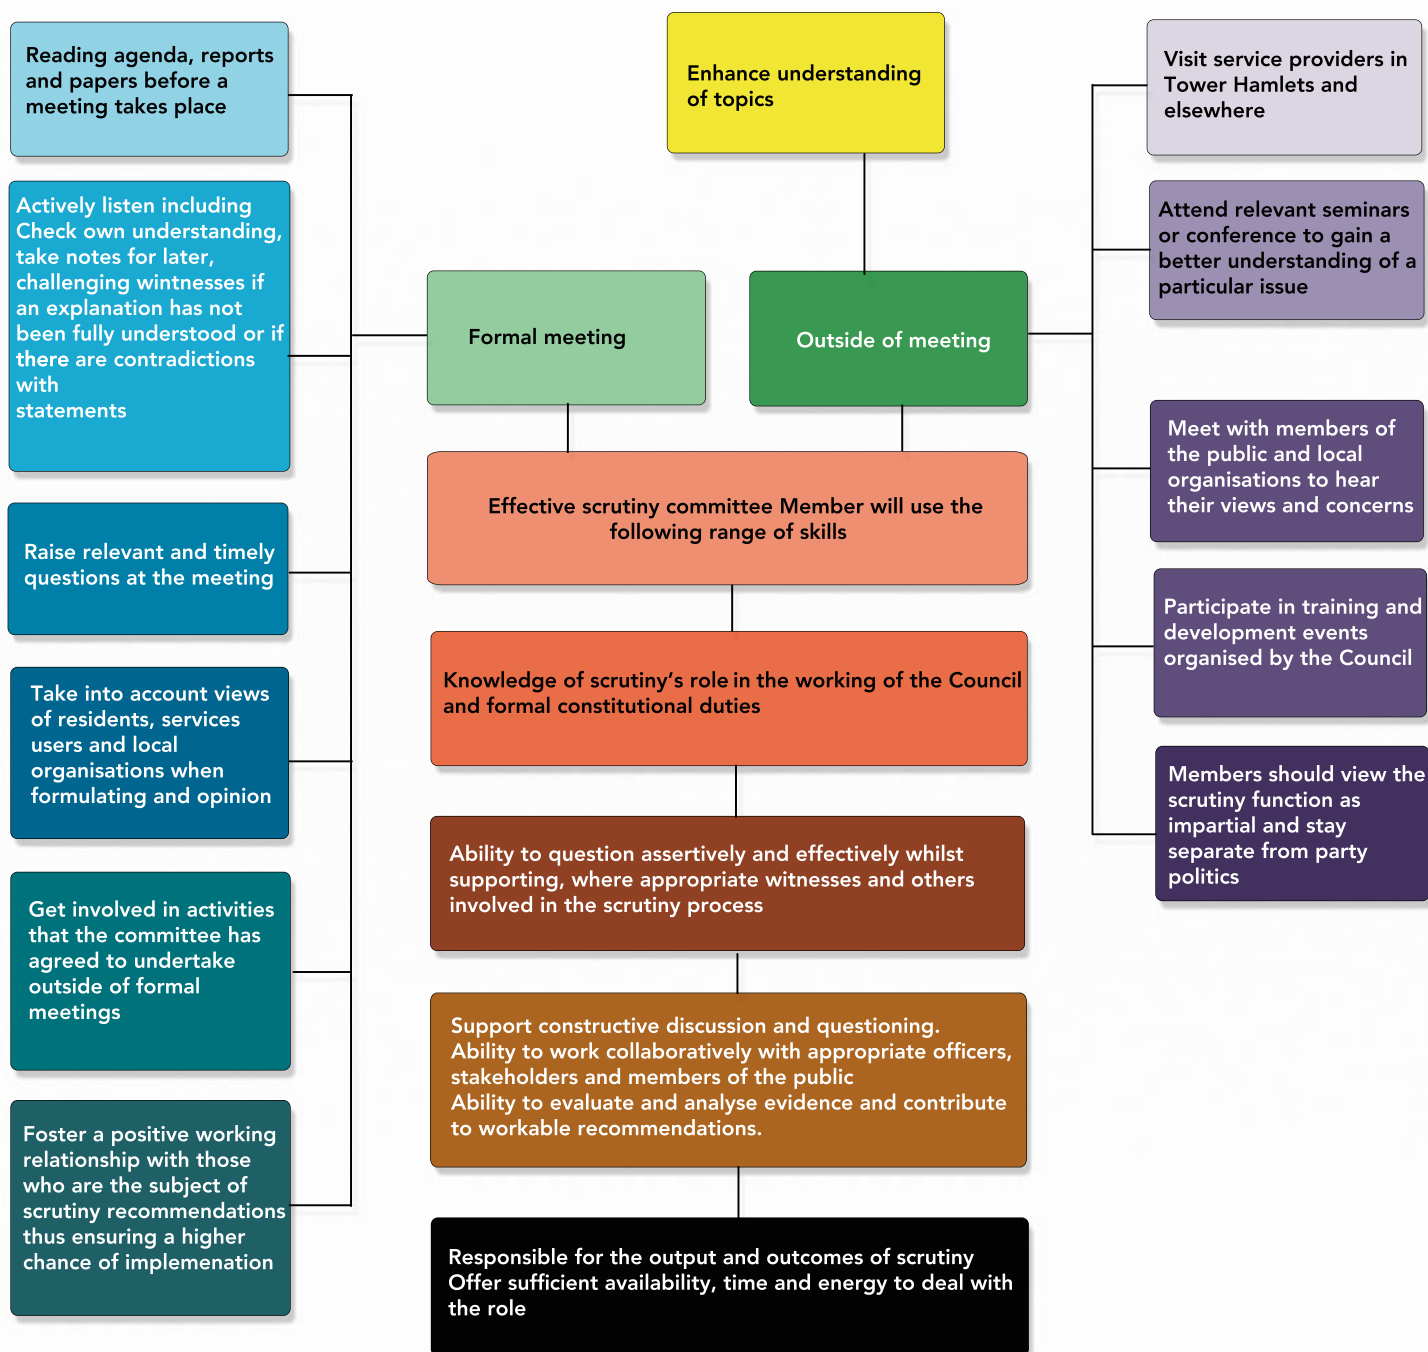 Reading agenda, reports
and papers before a
meeting takes place
Actively listen including
Check own understanding,
take notes for later,
challenging wintnesses if
an explanation has not
been fully understood or if
there are contradictions
with
statements
Raise relevant and timely
questions at the meeting
Take into account views
of residents, services
users and local
organisations when
formulating and opinion
Get involved in activities
that the committee has
agreed to undertake
outside of formal
meetings
Foster a positive working
relationship with those
who are the subject of
scrutiny recommendations
thus ensuring a higher
chance of implemenation
Enhance understanding
of topics
Formal meeting
Outside of meeting
Effective scrutiny committee Member will use the
following range of skills
Knowledge of scrutiny's role in the working of the Council
and formal constitutional duties
Ability to question assertively and effectively whilst
supporting, where appropriate witnesses and others
involved in the scrutiny process
Support constructive discussion and questioning.
Ability to work collaboratively with appropriate officers,
stakeholders and members of the public
Ability to evaluate and analyse evidence and contribute
to workable recommendations.
Responsible for the output and outcomes of scrutiny
Offer sufficient availability, time and energy to deal with
the role
Visit service providers in
Tower Hamlets and
elsewhere
Attend relevant seminars
or conference to gain a
better understanding of a
particular issue
Meet with members of
the public and local
organisations to hear
their views and concerns
Participate in training and
development events
organised by the Council
Members should view the
scrutiny function as
impartial and stay
separate from party
politics